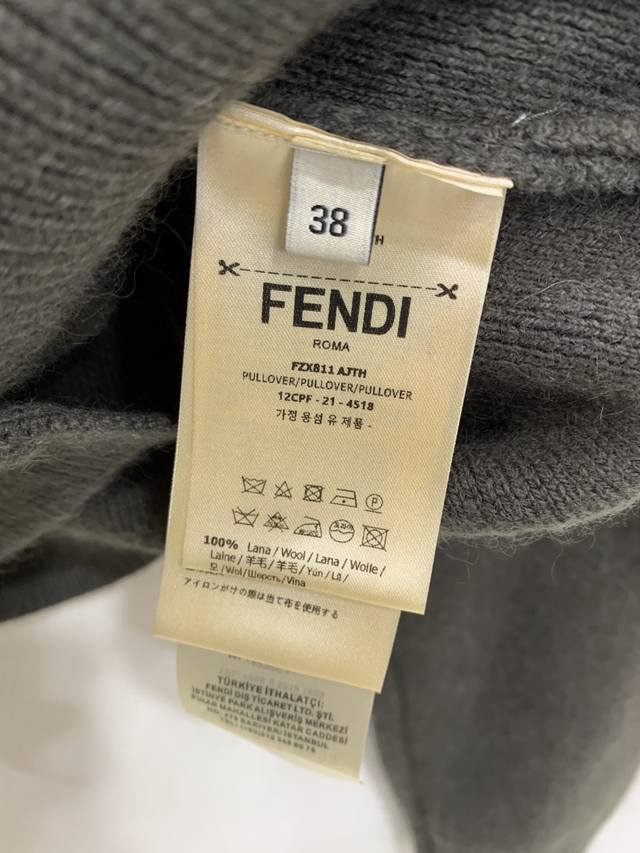 38
FENDI
ROMA
FZX811 AJTH
PULLOVER/PULLOVER/PULLOVER
12CPF - 21 - 4518
가정 용섬 유 제품 -
100% Lana / Wool / Lana / Wolle /
Laine / 羊毛 / 羊毛 / Yün / Lã /
모 / Wol / Шерсть / Vina
アイロンがけの際は当て布を使用する
TÜRKİYE İTHALATÇI:
FENDI DIŞ TİCARET LTD. ŞTİ.
İSTİNYE PARK ALIŞVERİŞ MERKEZİ
PINAR MAHALLESİ KATAR CADDESİ
SARIYER/İSTANBUL